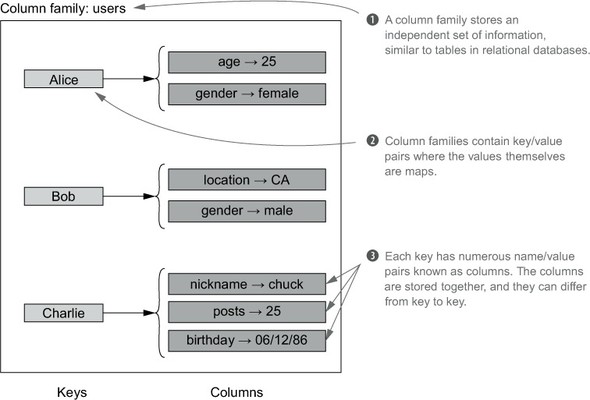 Column family: users
❶ A column family stores an
independent set of information,
similar to tables in relational databases.
age → 25
Alice
gender → female
❷ Column families contain key/value
pairs where the values themselves
are maps.
location → CA
Bob
gender → male
❸ Each key has numerous name/value
pairs known as columns. The columns
are stored together, and they can differ
from key to key.
nickname → chuck
Charlie
posts → 25
birthday → 06/12/86
Keys
Columns